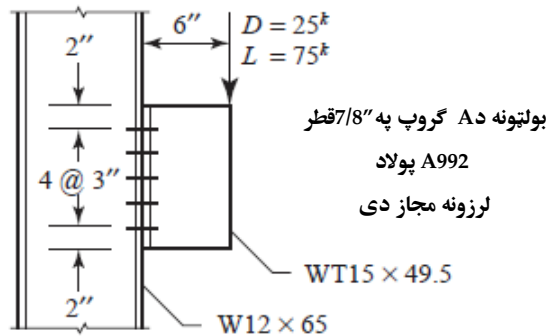 6″
D = 25ᵏ
L = 75ᵏ
2″
بولټونه د A گروپ په ″7/8 قطر
A992 پولاد
لرزونه مجاز دی
4 @ 3″
WT15 × 49.5
2″
W12 × 65